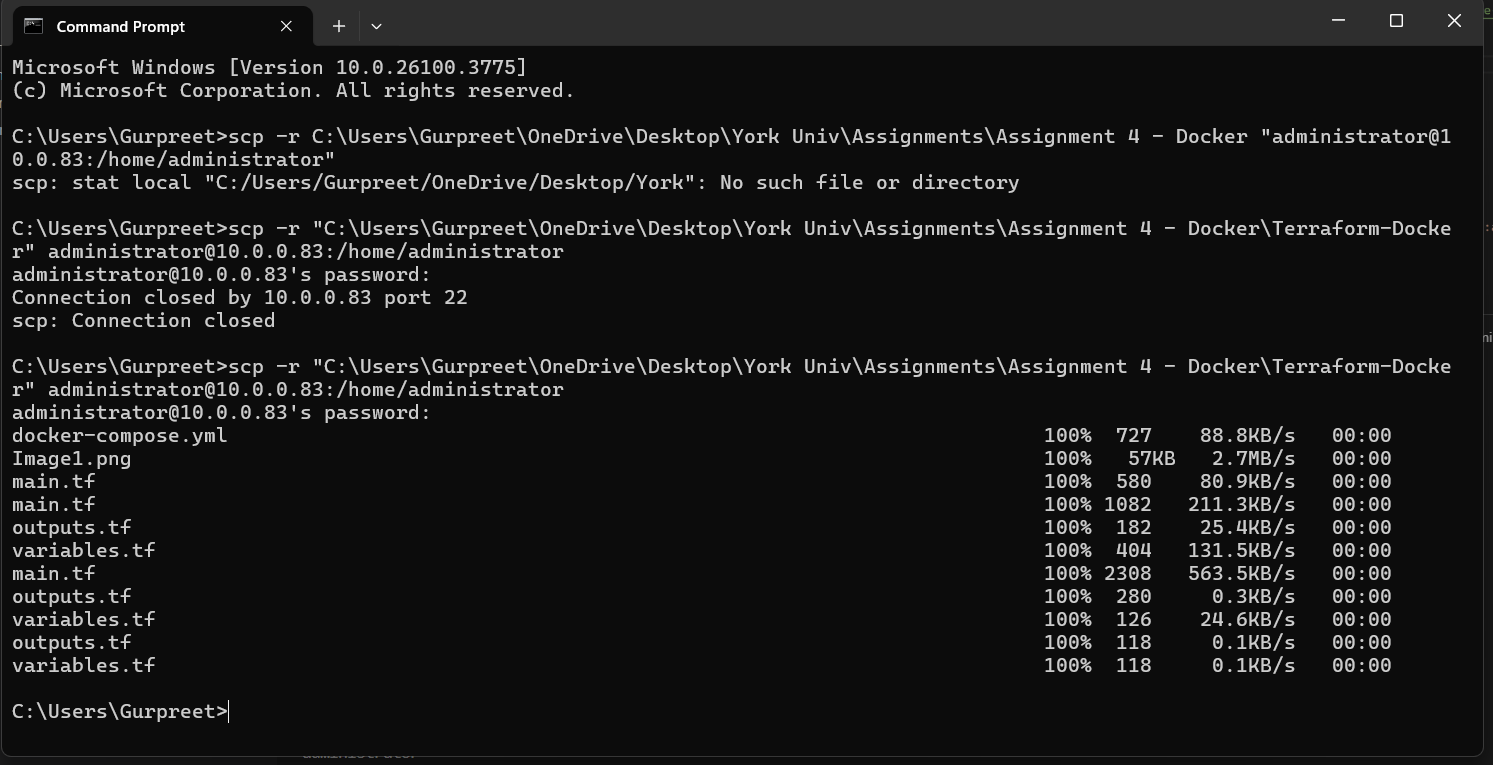 Command Prompt
Microsoft Windows [Version 10.0.26100.3775]
(c) Microsoft Corporation. All rights reserved.
C:\Users\Gurpreet>scp -r C:\Users\Gurpreet\OneDrive\Desktop\York Univ\Assignments\Assignment 4 - Docker "administrator@1
0.0.83:/home/administrator"
scp: stat local "C:/Users/Gurpreet/OneDrive/Desktop/York": No such file or directory
C:\Users\Gurpreet>scp -r "C:\Users\Gurpreet\OneDrive\Desktop\York Univ\Assignments\Assignment 4 - Docker\Terraform-Docke
r" administrator@10.0.0.83:/home/administrator
administrator@10.0.0.83's password:
Connection closed by 10.0.0.83 port 22
scp: Connection closed
C:\Users\Gurpreet>scp -r "C:\Users\Gurpreet\OneDrive\Desktop\York Univ\Assignments\Assignment 4 - Docker\Terraform-Docke
r" administrator@10.0.0.83:/home/administrator
administrator@10.0.0.83's password:
docker-compose.yml 100% 727 88.8KB/s 00:00
Image1.png 100% 57KB 2.7MB/s 00:00
main.tf 100% 580 80.9KB/s 00:00
main.tf 100% 1082 211.3KB/s 00:00
outputs.tf 100% 182 25.4KB/s 00:00
variables.tf 100% 404 131.5KB/s 00:00
main.tf 100% 2308 563.5KB/s 00:00
outputs.tf 100% 280 0.3KB/s 00:00
variables.tf 100% 126 24.6KB/s 00:00
outputs.tf 100% 118 0.1KB/s 00:00
variables.tf 100% 118 0.1KB/s 00:00
C:\Users\Gurpreet>